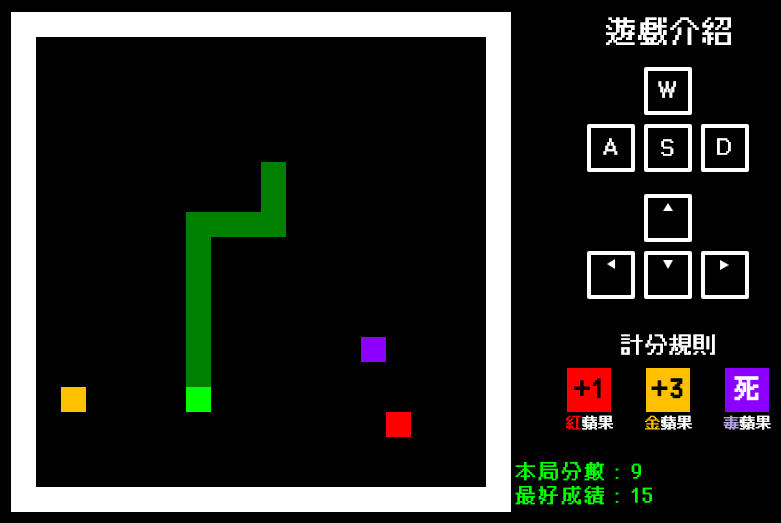 遊戲介紹
W
A S D
▲
◀ ▼ ▶
計分規則
+1 +3 死
紅蘋果 金蘋果 毒蘋果
本局分數：9
最好成績：15